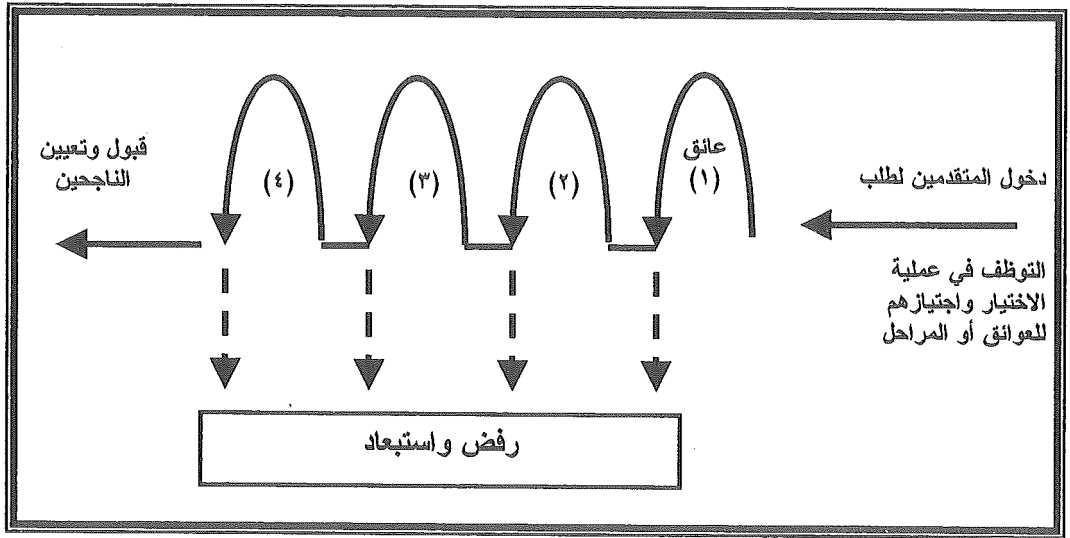 دخول المتقدمين لطلب
التوظف في عملية
الاختيار واجتيازهم
للعوائق أو المراحل
عائق
(١)
(٢)
(٣)
(٤)
قبول وتعيين
الناجحين
رفض واستبعاد